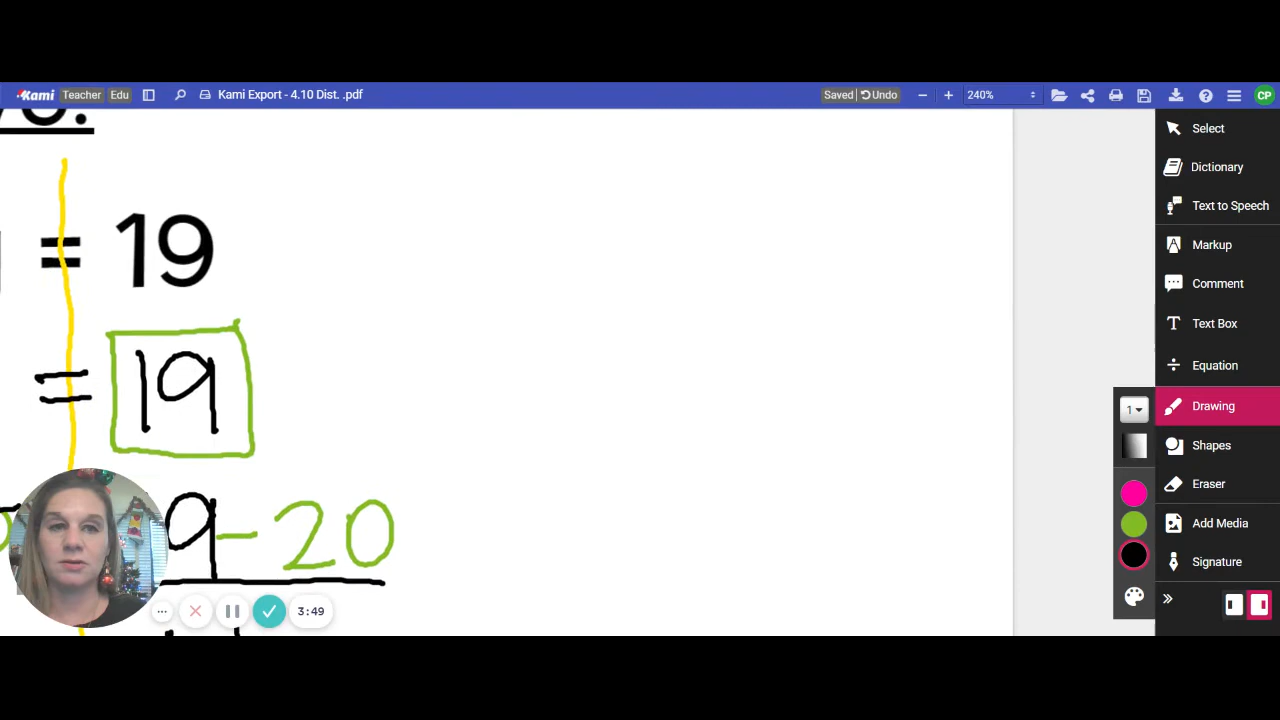 Kami Teacher Edu Kami Export - 4.10 Dist. .pdf Saved Undo 240% CP
Select
Dictionary
= 19
Text to Speech
Markup
Comment
Text Box
= 19
Equation
1 Drawing
Shapes
Eraser
9 - 20
Add Media
Signature
3:49